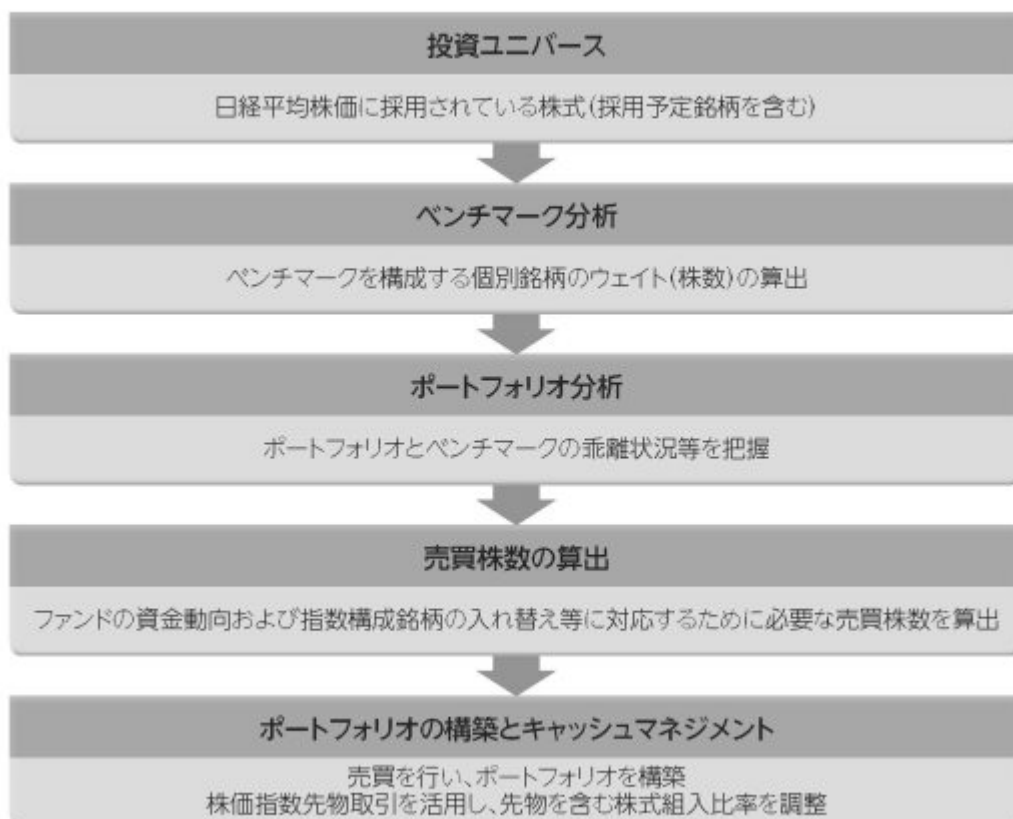 投資ユニバース
日経平均株価に採用されている株式(採用予定銘柄を含む)
ベンチマーク分析
ベンチマークを構成する個別銘柄のウェイト(株数)の算出
ポートフォリオ分析
ポートフォリオとベンチマークの乖離状況等を把握
売買株数の算出
ファンドの資金動向および指数構成銘柄の入れ替え等に対応するために必要な売買株数を算出
ポートフォリオの構築とキャッシュマネジメント
売買を行い、ポートフォリオを構築
株価指数先物取引を活用し、先物を含む株式組入比率を調整